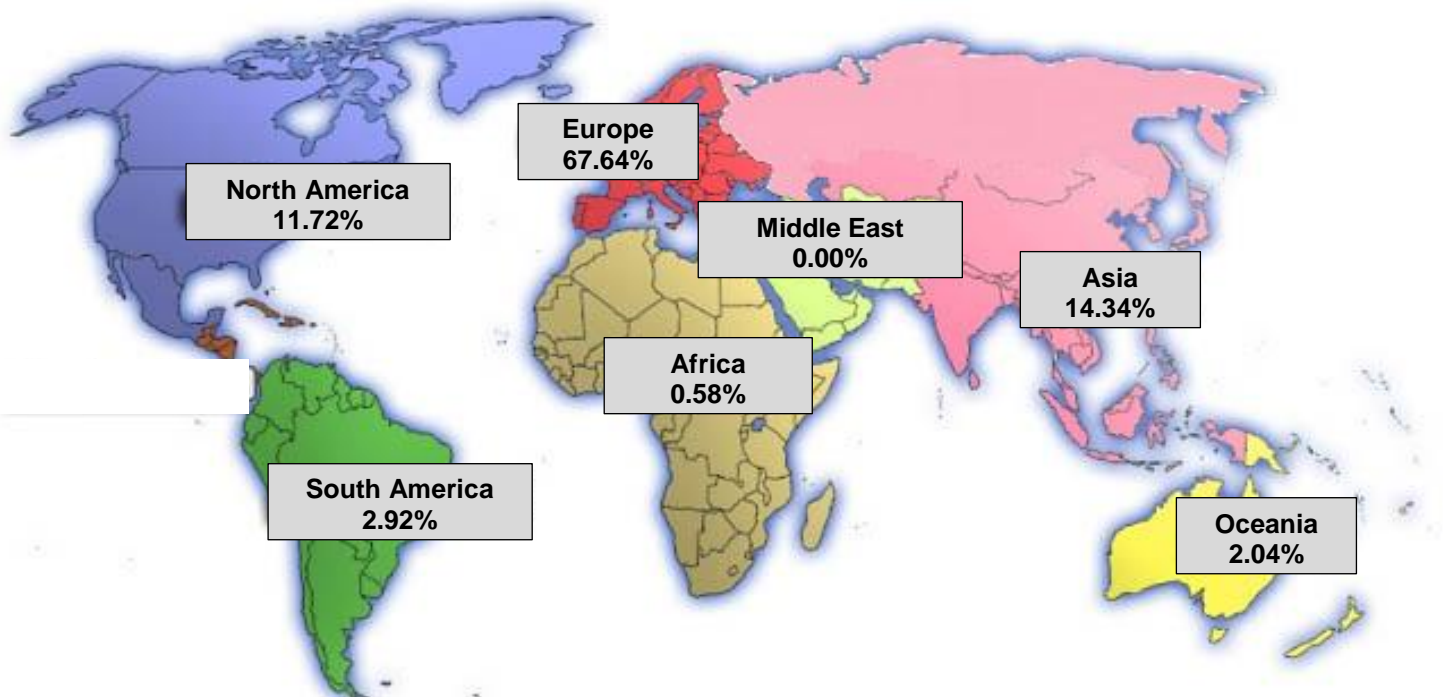 Europe
67.64%
North America
11.72%
Middle East
0.00%
Asia
14.34%
Africa
0.58%
South America
2.92%
Oceania
2.04%